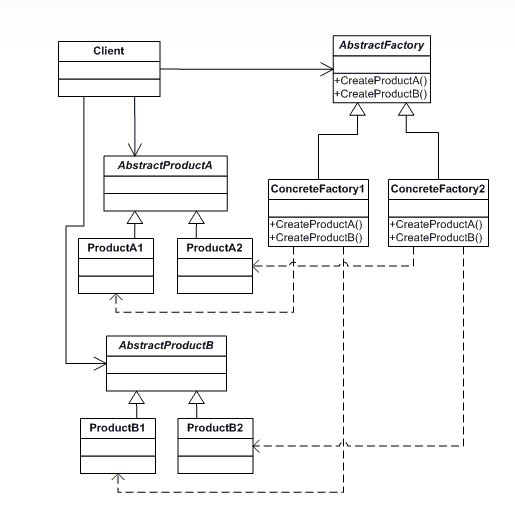 Client
AbstractFactory
+CreateProductA()
+CreateProductB()
AbstractProductA
ConcreteFactory1
+CreateProductA()
+CreateProductB()
ConcreteFactory2
+CreateProductA()
+CreateProductB()
ProductA1
ProductA2
AbstractProductB
ProductB1
ProductB2